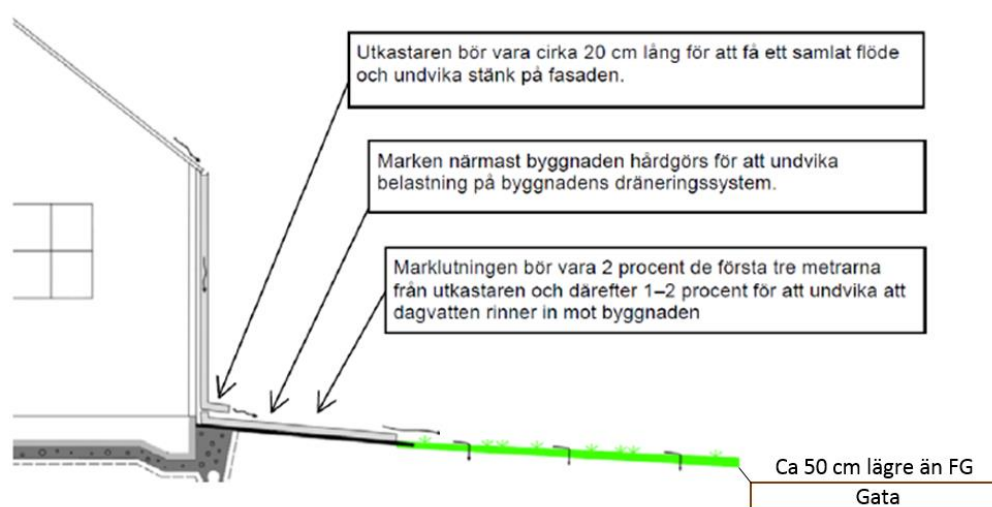 Utkastaren bör vara cirka 20 cm lång för att få ett samlat flöde
och undvika stänk på fasaden.
Marken närmast byggnaden hårdgörs för att undvika
belastning på byggnadens dräneringssystem.
Marklutningen bör vara 2 procent de första tre metrarna
från utkastaren och därefter 1–2 procent för att undvika att
dagvatten rinner in mot byggnaden
Ca 50 cm lägre än FG
Gata